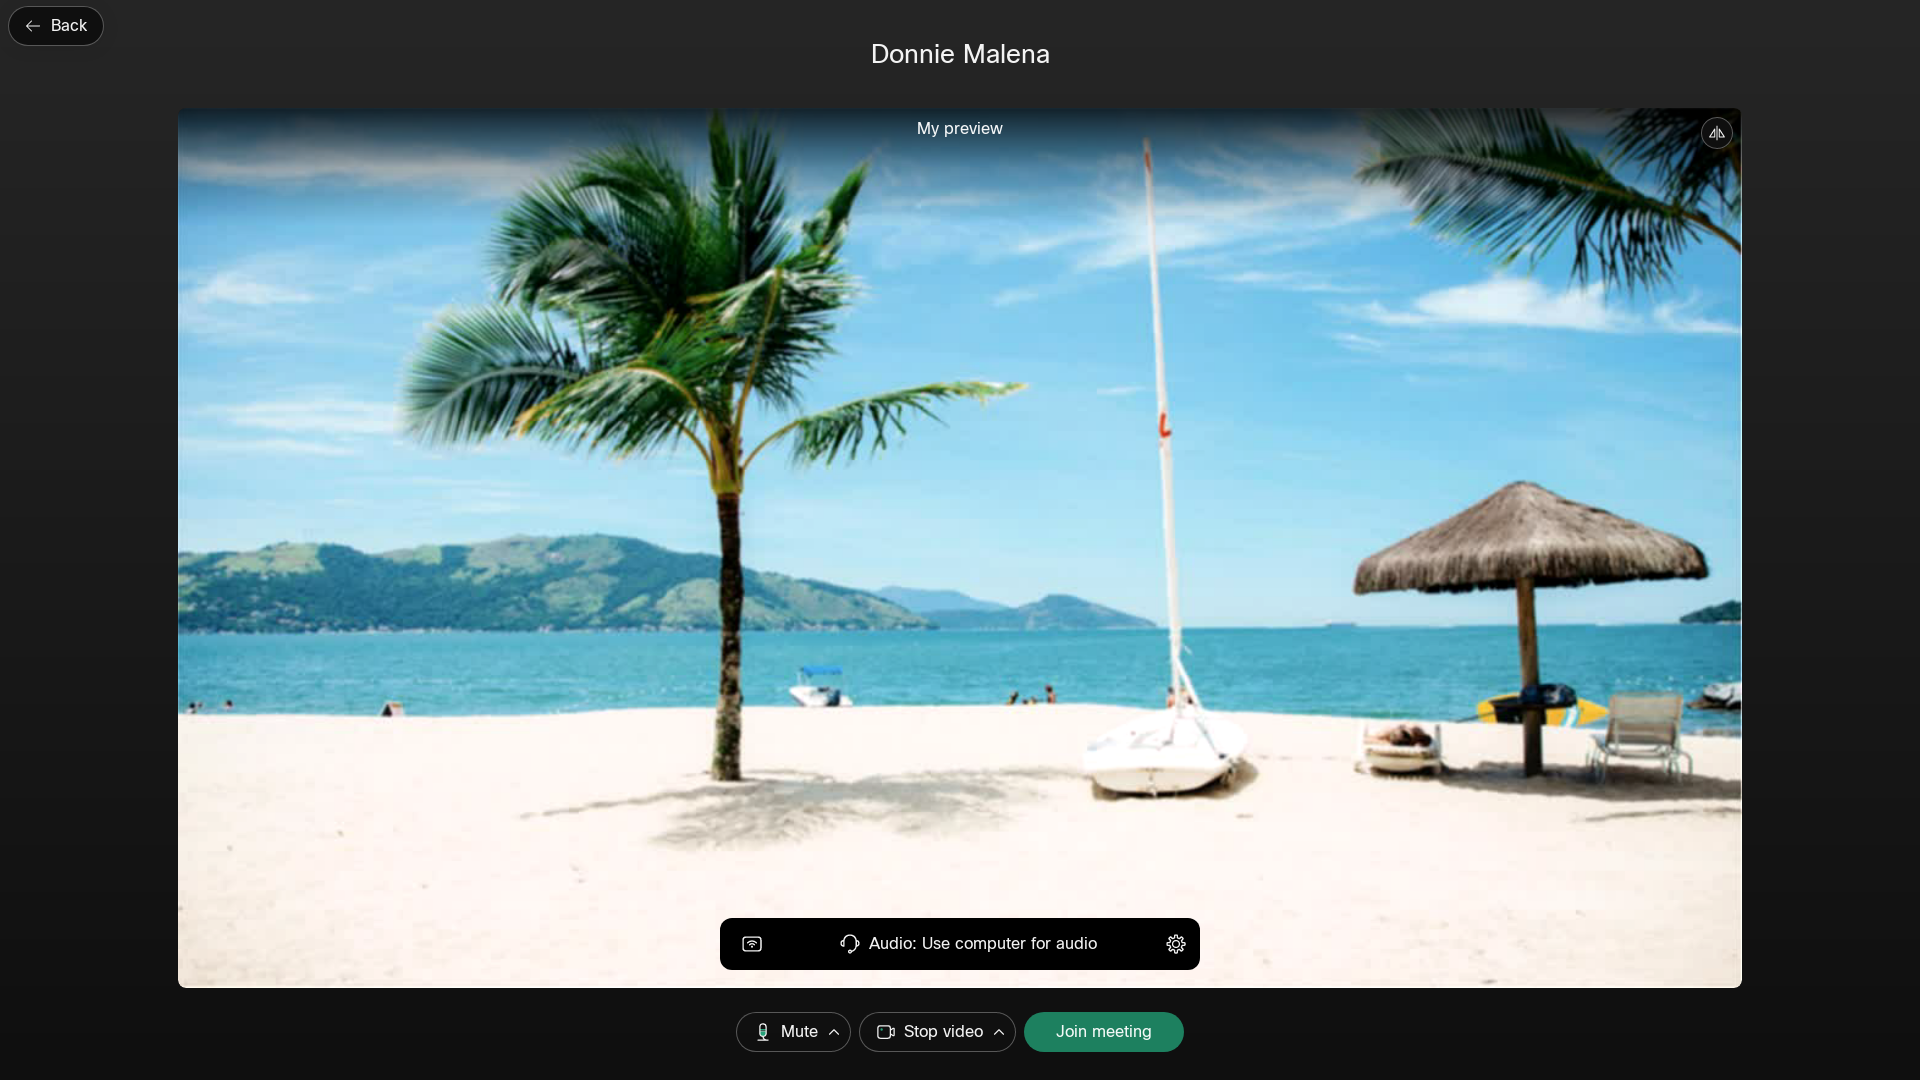 Back
Donnie Malena
My preview
Audio: Use computer for audio
Mute
Stop video
Join meeting